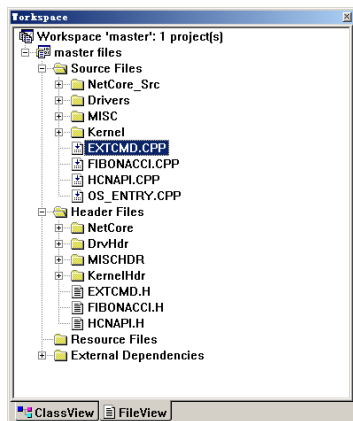 Workspace
Workspace 'master': 1 project(s)
master files
Source Files
NetCore_Src
Drivers
MISC
Kernel
EXTCMD.CPP
FIBONACCI.CPP
HCNAPI.CPP
OS_ENTRY.CPP
Header Files
NetCore
DrvHdr
MISCHDR
KernelHdr
EXTCMD.H
FIBONACCI.H
HCNAPI.H
Resource Files
External Dependencies
ClassView FileView